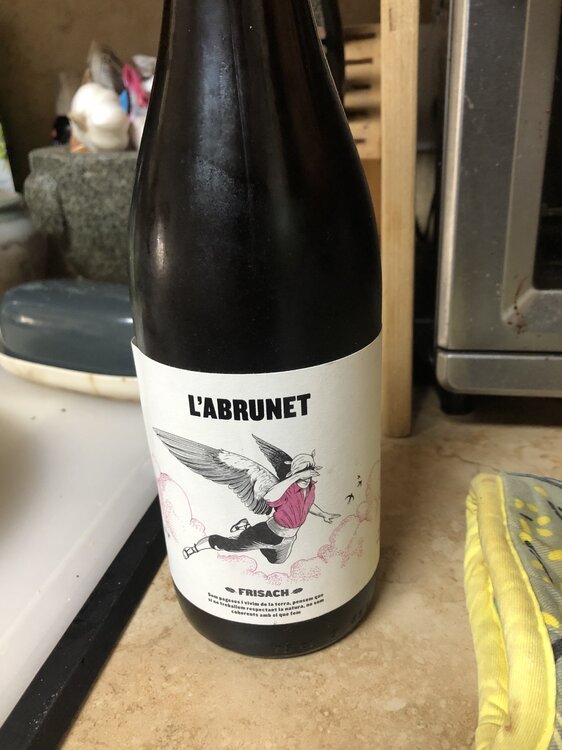 L'ABRUNET
FRISACH
Som pagesos i vivim de la terra, pensem que
si no treballem respectant la natura, no som
coherents amb el que fem